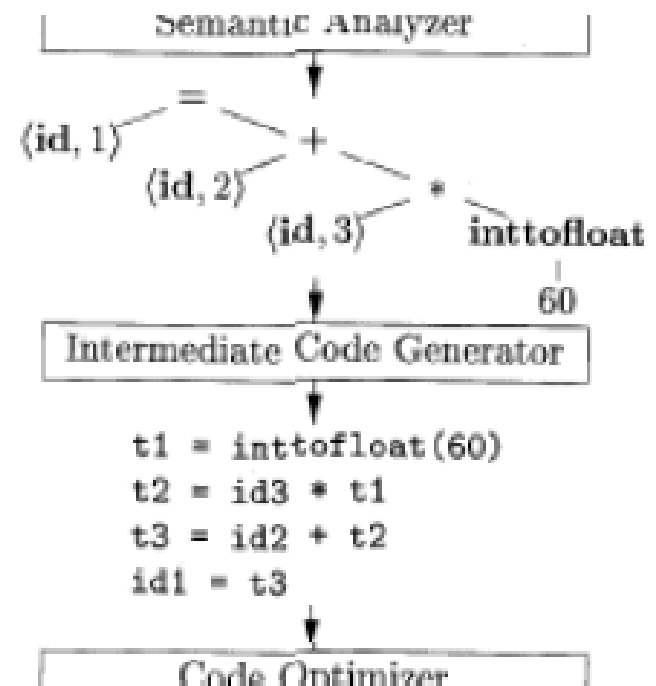 Semantic Analyzer
=
⟨id, 1⟩ +
⟨id, 2⟩ *
⟨id, 3⟩ inttofloat
60
Intermediate Code Generator
t1 = inttofloat(60)
t2 = id3 * t1
t3 = id2 + t2
id1 = t3
Code Optimizer